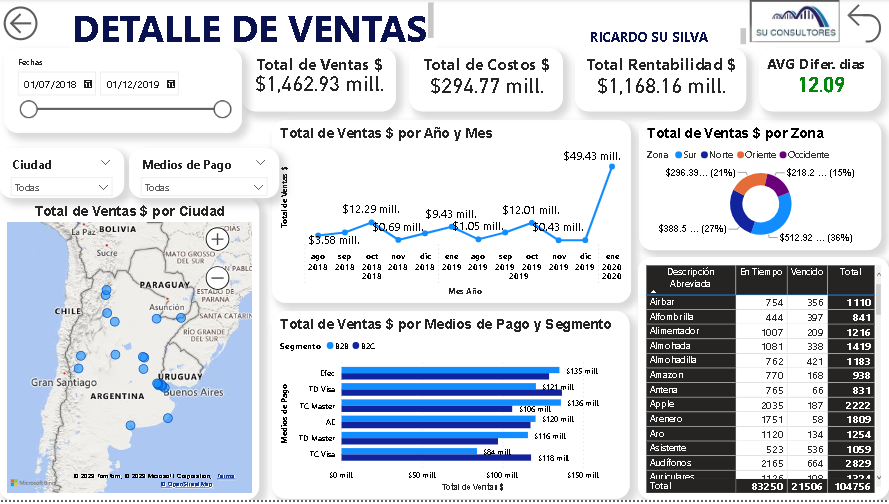 DETALLE DE VENTAS
RICARDO SU SILVA
SU CONSULTORES
Fechas
01/07/2018 01/12/2019
Total de Ventas $
$1,462.93 mill.
Total de Costos $
$294.77 mill.
Total Rentabilidad $
$1,168.16 mill.
AVG Difer. dias
12.09
Ciudad
Todas
Medios de Pago
Todas
Total de Ventas $ por Ciudad
La Paz
BOLIVIA
Sucre
MATO GROSSO
DEL SUL
PARAGUAY
Asunción
ESTADO DE
PARANÁ
SANTA CATARIN
RÍO GRANDE
DEL SUR
CHILE
URUGUAY
Gran Santiago
Buenos Aires
ARGENTINA
Microsoft Bing
© 2023 TomTom, © 2023 Microsoft Corporation, Terms
© OpenStreetMap
Total de Ventas $ por Año y Mes
Total de Ventas $
$3.58 mill.
$12.29 mill.
$0.69 mill.
$9.43 mill.
$1.05 mill.
$12.01 mill.
$0.43 mill.
$49.43 mill.
ago sep oct nov dic ene ago sep oct nov dic ene
2018 2018 2018 2018 2018 2019 2020
2018 2019 2020
Mes Año
Total de Ventas $ por Medios de Pago y Segmento
Segmento B2B B2C
Medios de Pago
Efec $135 mill.
TD Visa $121 mill.
TC Master $136 mill.
$106 mill.
AE $120 mill.
TD Master $116 mill.
TC Visa $84 mill.
$118 mill.
$0 mill. $50 mill. $100 mill. $150 mill.
Total de Ventas $
Total de Ventas $ por Zona
Zona Sur Norte Oriente Occidente
$296.39... (21%) $218.2 ... (15%)
$388.5 ... (27%)
$512.92 ... (36%)
Descripción Abreviada En Tiempo Vencido Total
Airbar 754 356 1110
Alfombrilla 444 397 841
Alimentador 1007 209 1216
Almohada 1081 338 1419
Almohadilla 762 421 1183
Amazon 770 168 938
Antena 765 66 831
Apple 2035 187 2222
Arenero 1751 58 1809
Aro 1120 134 1254
Asistente 523 536 1059
Audífonos 2165 664 2829
Auriculares
Total 83250 21506 104756